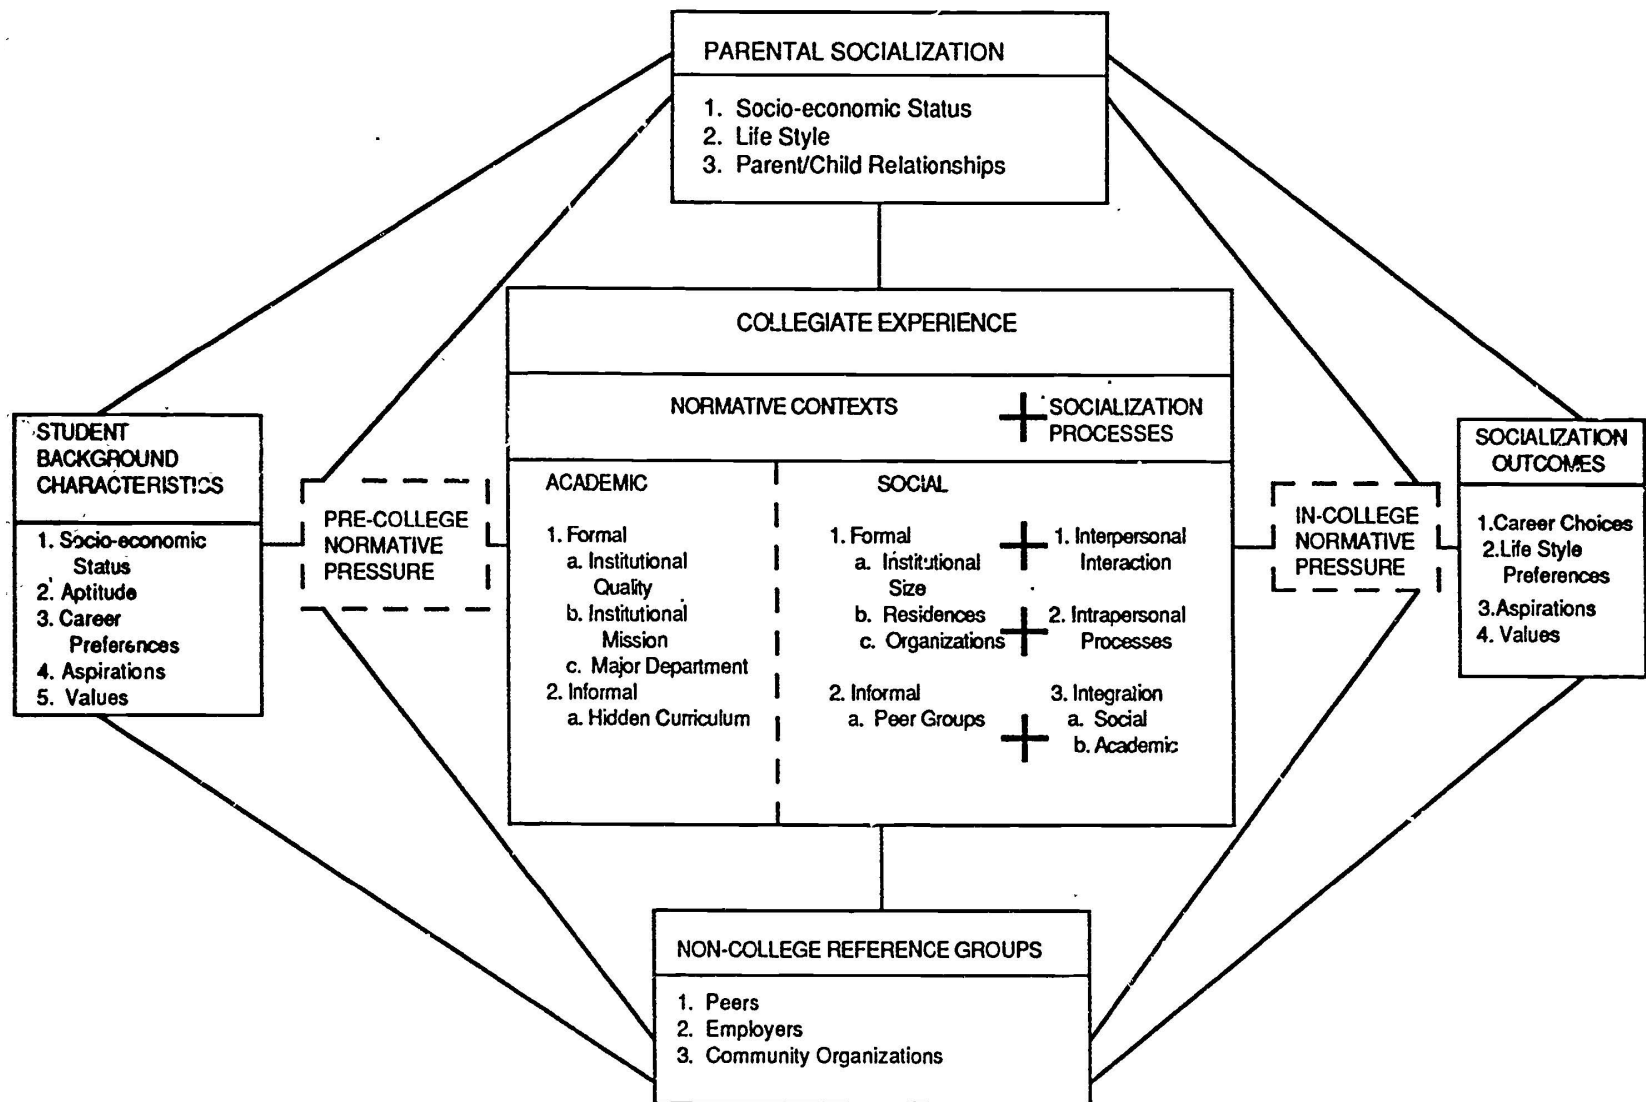 PARENTAL SOCIALIZATION
1. Socio-economic Status
2. Life Style
3. Parent/Child Relationships
COLLEGIATE EXPERIENCE
NORMATIVE CONTEXTS
SOCIALIZATION
PROCESSES
STUDENT
BACKGROUND
CHARACTERISTICS
1. Socio-economic
Status
2. Aptitude
3. Career
Preferences
4. Aspirations
5. Values
PRE-COLLEGE
NORMATIVE
PRESSURE
ACADEMIC
1. Formal
a. Institutional
Quality
b. Institutional
Mission
c. Major Department
2. Informal
a. Hidden Curriculum
SOCIAL
1. Formal
a. Institutional
Size
b. Residences
c. Organizations
2. Informal
a. Peer Groups
1. Interpersonal
Interaction
2. Intrapersonal
Processes
3. Integration
a. Social
b. Academic
IN-COLLEGE
NORMATIVE
PRESSURE
SOCIALIZATION
OUTCOMES
1.Career Choices
2.Life Style
Preferences
3.Aspirations
4. Values
NON-COLLEGE REFERENCE GROUPS
1. Peers
2. Employers
3. Community Organizations